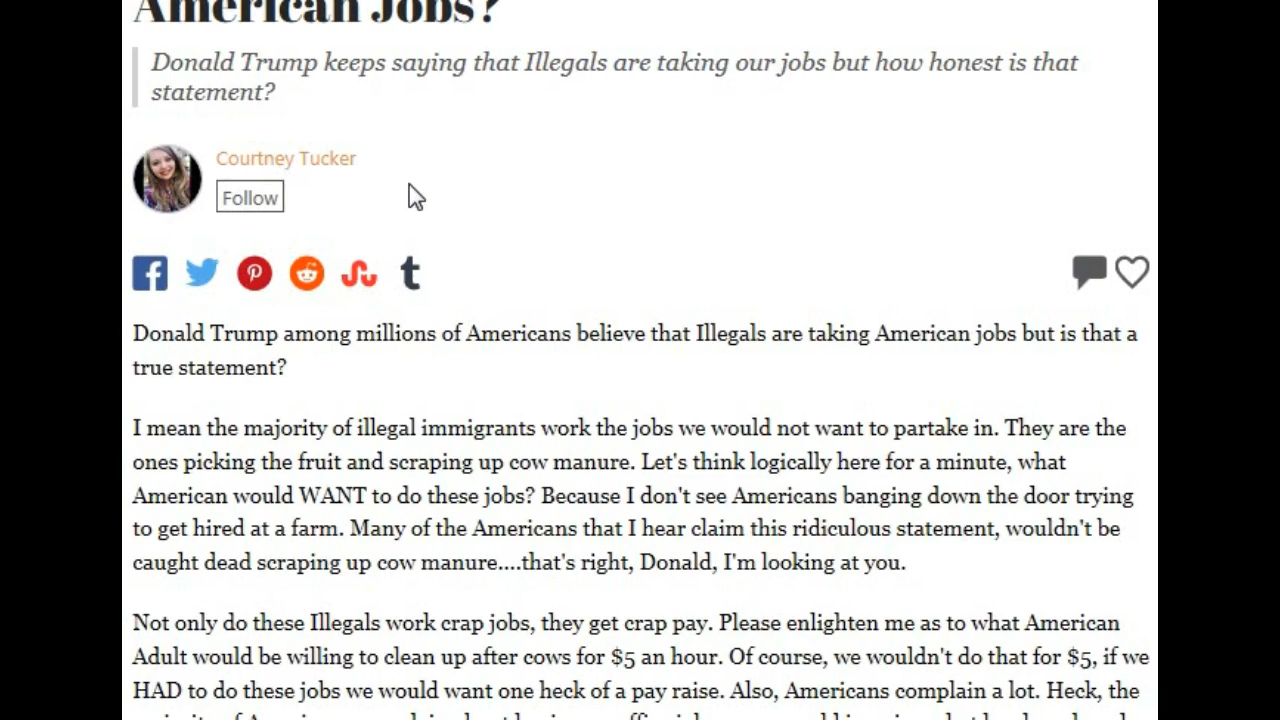 American Jobs?
Donald Trump keeps saying that Illegals are taking our jobs but how honest is that
statement?
Courtney Tucker
Follow
Donald Trump among millions of Americans believe that Illegals are taking American jobs but is that a
true statement?
I mean the majority of illegal immigrants work the jobs we would not want to partake in. They are the
ones picking the fruit and scraping up cow manure. Let's think logically here for a minute, what
American would WANT to do these jobs? Because I don't see Americans banging down the door trying
to get hired at a farm. Many of the Americans that I hear claim this ridiculous statement, wouldn't be
caught dead scraping up cow manure....that's right, Donald, I'm looking at you.
Not only do these Illegals work crap jobs, they get crap pay. Please enlighten me as to what American
Adult would be willing to clean up after cows for $5 an hour. Of course, we wouldn't do that for $5, if we
HAD to do these jobs we would want one heck of a pay raise. Also, Americans complain a lot. Heck, the